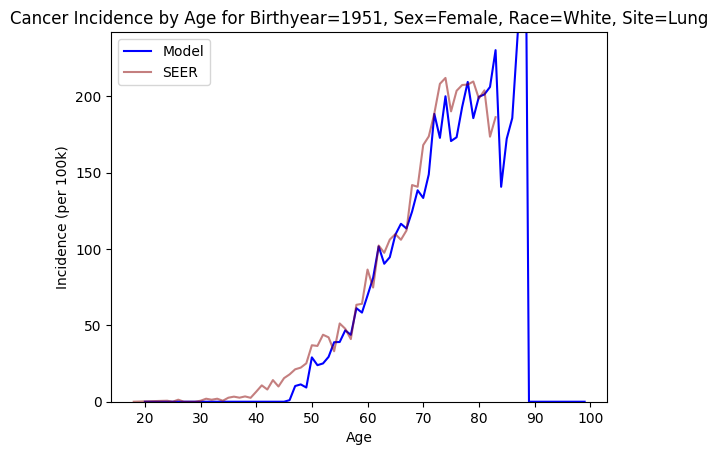 Cancer Incidence by Age for Birthyear=1951, Sex=Female, Race=White, Site=Lung
Model
SEER
Incidence (per 100k)
200
150
100
50
0
20 30 40 50 60 70 80 90 100
Age